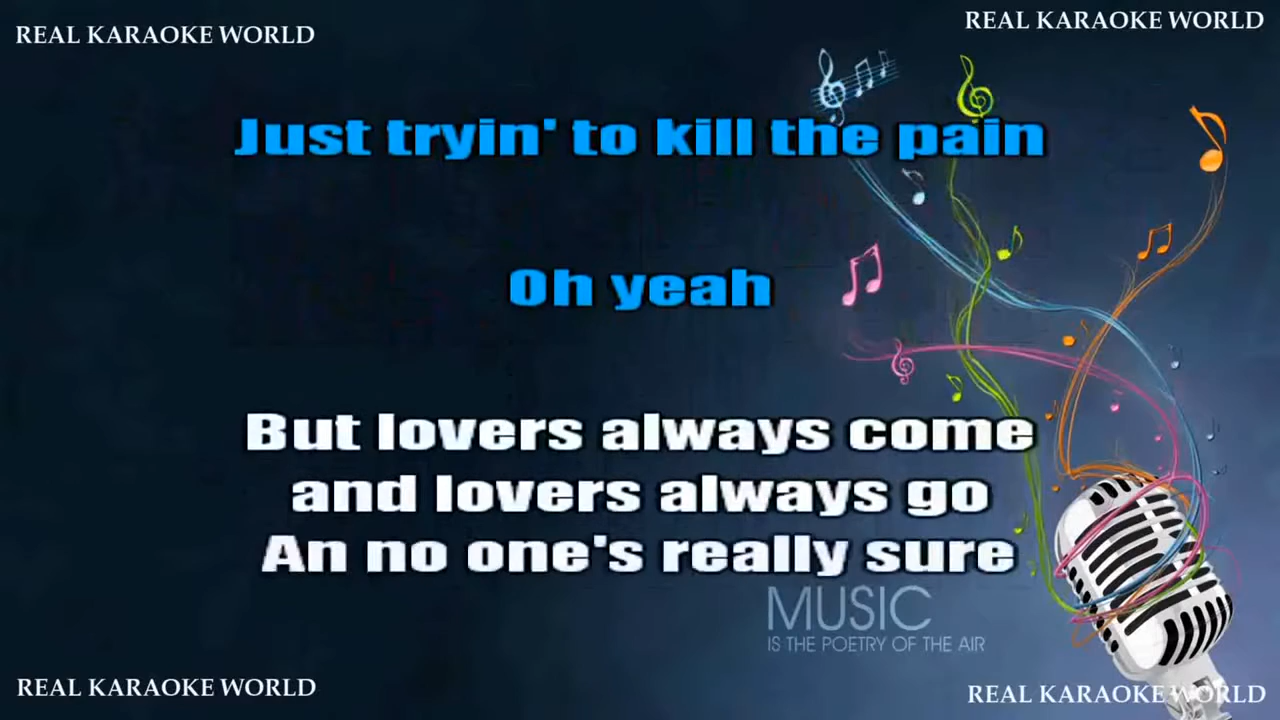 REAL KARAOKE WORLD
REAL KARAOKE WORLD
Just tryin' to kill the pain
Oh yeah
But lovers always come
and lovers always go
An no one's really sure
MUSIC
IS THE POETRY OF THE AIR
REAL KARAOKE WORLD
REAL KARAOKE WORLD